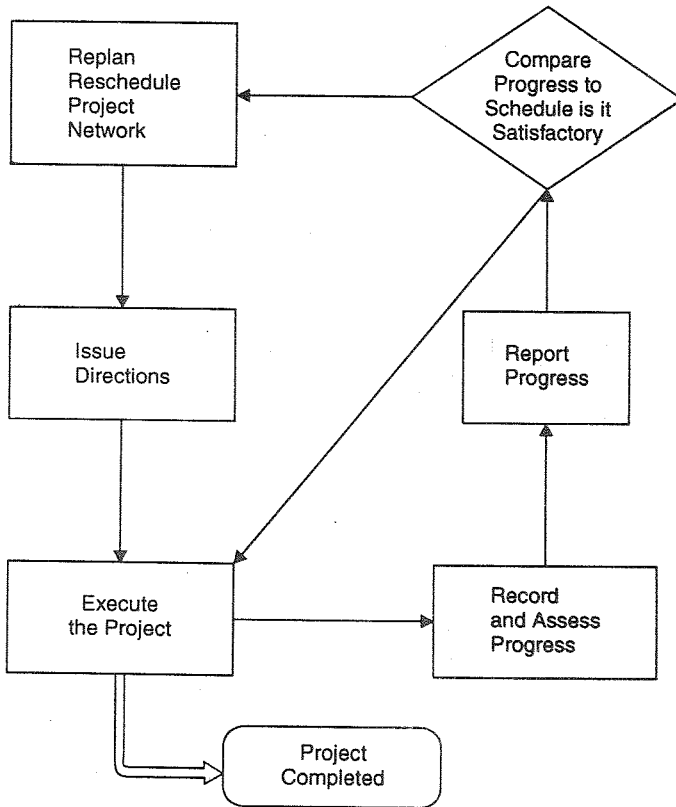 Replan
Reschedule
Project
Network
Compare
Progress to
Schedule is it
Satisfactory
Issue
Directions
Report
Progress
Execute
the Project
Record
and Assess
Progress
Project
Completed